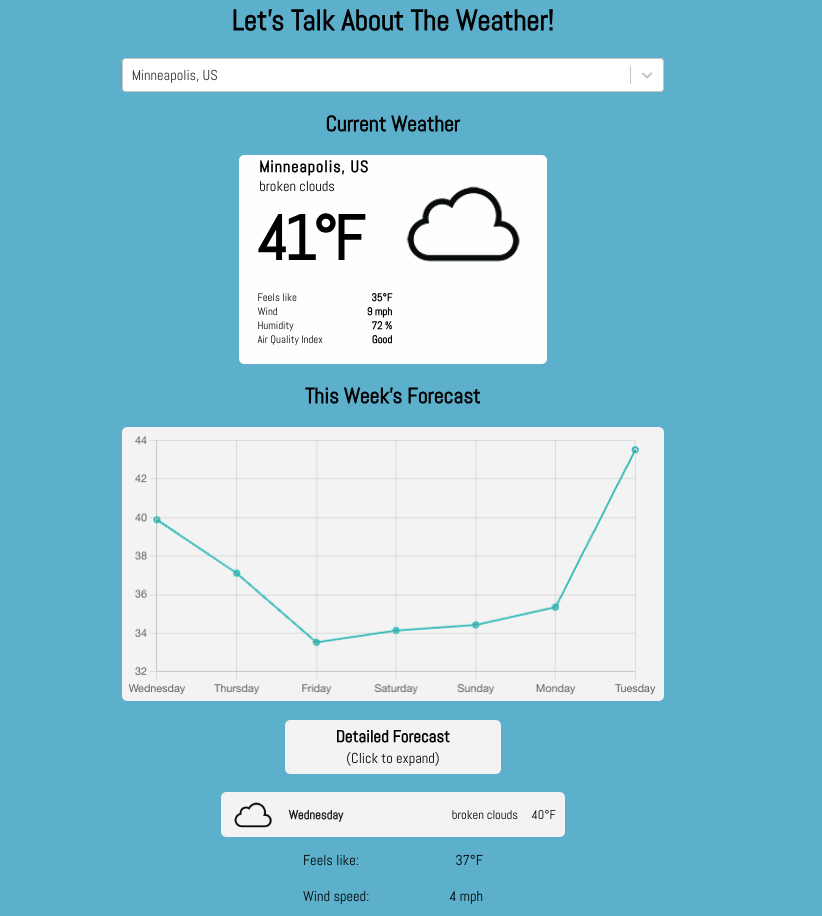 Let's Talk About The Weather!
Minneapolis, US
Current Weather
Minneapolis, US
broken clouds
41°F
Feels like 35°F
Wind 9 mph
Humidity 72 %
Air Quality Index Good
This Week's Forecast
44
42
40
38
36
34
32
Wednesday Thursday Friday Saturday Sunday Monday Tuesday
Detailed Forecast
(Click to expand)
Wednesday broken clouds 40°F
Feels like: 37°F
Wind speed: 4 mph